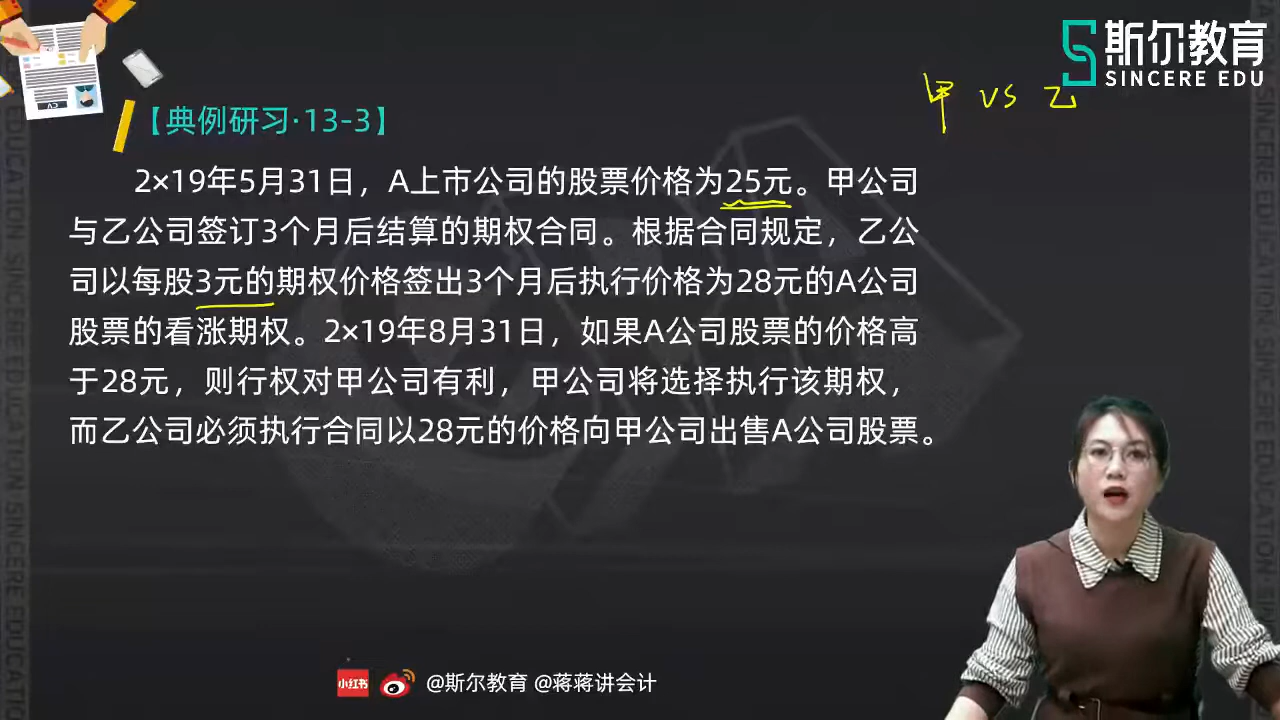 斯尔教育
SINCERE EDU
甲 vs 乙
【典例研习·13-3】
2×19年5月31日，A上市公司的股票价格为25元。甲公司
与乙公司签订3个月后结算的期权合同。根据合同规定，乙公
司以每股3元的期权价格签出3个月后执行价格为28元的A公司
股票的看涨期权。2×19年8月31日，如果A公司股票的价格高
于28元，则行权对甲公司有利，甲公司将选择执行该期权，
而乙公司必须执行合同以28元的价格向甲公司出售A公司股票。
小红书 @斯尔教育 @蒋蒋讲会计